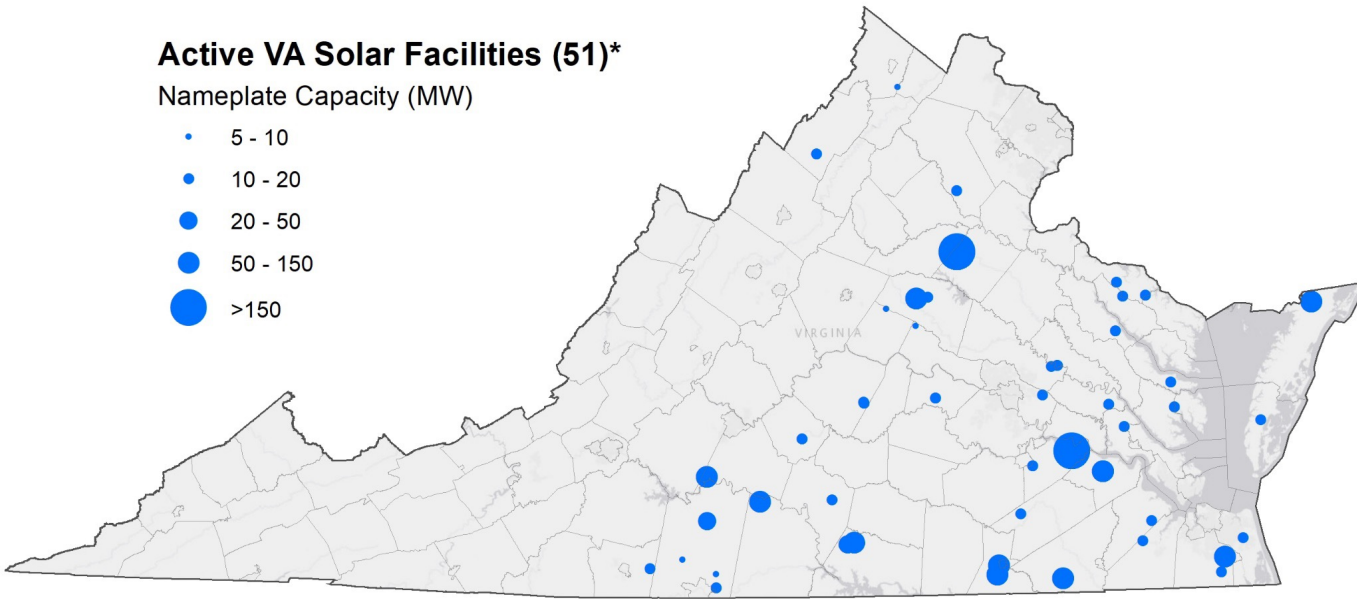 Active VA Solar Facilities (51)*
Nameplate Capacity (MW)
5 - 10
10 - 20
20 - 50
50 - 150
>150
VIRGINIA